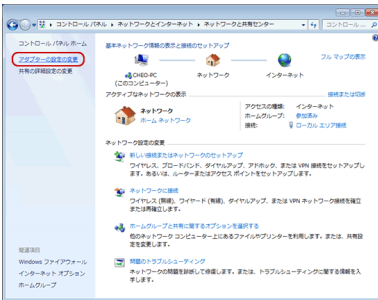 コントロール パネル ▸ ネットワークとインターネット ▸ ネットワークと共有センター
コントロール パネル ホーム
アダプターの設定の変更
共有の詳細設定の変更
基本ネットワーク情報の表示と接続のセットアップ
フル マップの表示
CHEO-PC
(このコンピューター)
ネットワーク
インターネット
アクティブなネットワークの表示
接続または切断
ネットワーク
ホーム ネットワーク
アクセスの種類: インターネット
ホームグループ: 参加済み
接続: ローカル エリア接続
ネットワーク設定の変更
新しい接続またはネットワークのセットアップ
ワイヤレス、ブロードバンド、ダイヤルアップ、アドホック、または VPN 接続をセットアップします。あるいは、ルーターまたはアクセス ポイントをセットアップします。
ネットワークに接続
ワイヤレス (無線)、ワイヤード (有線)、ダイヤルアップ、または VPN ネットワーク接続を確立または再確立します。
ホームグループと共有に関するオプションを選択する
他のネットワーク コンピューター上にあるファイルやプリンターを利用します。または、共有設定を変更します。
問題のトラブルシューティング
ネットワークの問題を診断して修復します。または、トラブルシューティングに関する情報を入手します。
関連項目
Windows ファイアウォール
インターネット オプション
ホームグループ